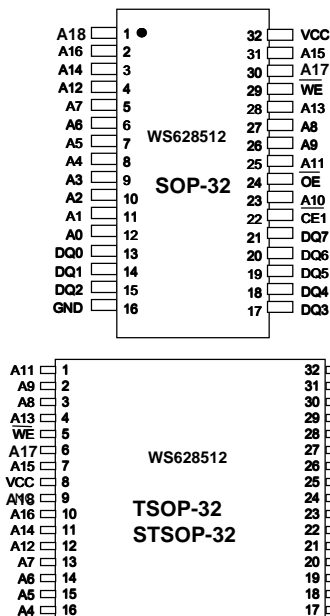 A18 1 32 VCC
A16 2 31 A15
A14 3 30 A17
A12 4 29 WE
A7 5 28 A13
A6 6 27 A8
A5 7 WS628512 26 A9
A4 8 25 A11
A3 9 SOP-32 24 OE
A2 10 23 A10
A1 11 22 CE1
A0 12 21 DQ7
DQ0 13 20 DQ6
DQ1 14 19 DQ5
DQ2 15 18 DQ4
GND 16 17 DQ3
A11 1 32
A9 2 31
A8 3 30
A13 4 29
WE 5 28
A17 6 27
A15 7 WS628512 26
VCC 8 25
9 24
A16 10 TSOP-32 23
A14 11 STSOP-32 22
A12 12 21
A7 13 20
A6 14 19
A5 15 18
A4 16 17